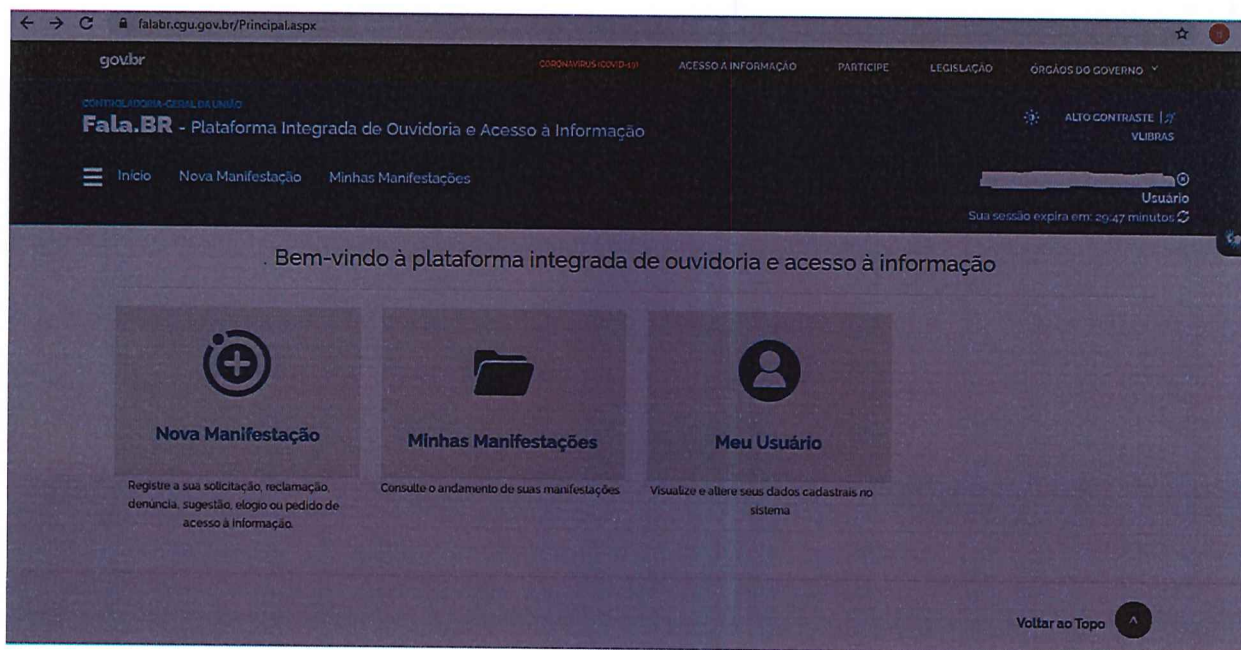 falabr.cgu.gov.br/Principal.aspx
gov.br
CORONAVÍRUS (COVID-19)
ACESSO À INFORMAÇÃO
PARTICIPE
LEGISLAÇÃO
ÓRGÃOS DO GOVERNO
CONTROLADORIA-GERAL DA UNIÃO
Fala.BR - Plataforma Integrada de Ouvidoria e Acesso à Informação
ALTO CONTRASTE |
VLIBRAS
Início
Nova Manifestação
Minhas Manifestações
Usuário
Sua sessão expira em: 29:47 minutos
. Bem-vindo à plataforma integrada de ouvidoria e acesso à informação
Nova Manifestação
Registre a sua solicitação, reclamação,
denúncia, sugestão, elogio ou pedido de
acesso à informação.
Minhas Manifestações
Consulte o andamento de suas manifestações
Meu Usuário
Visualize e altere seus dados cadastrais no
sistema
Voltar ao Topo